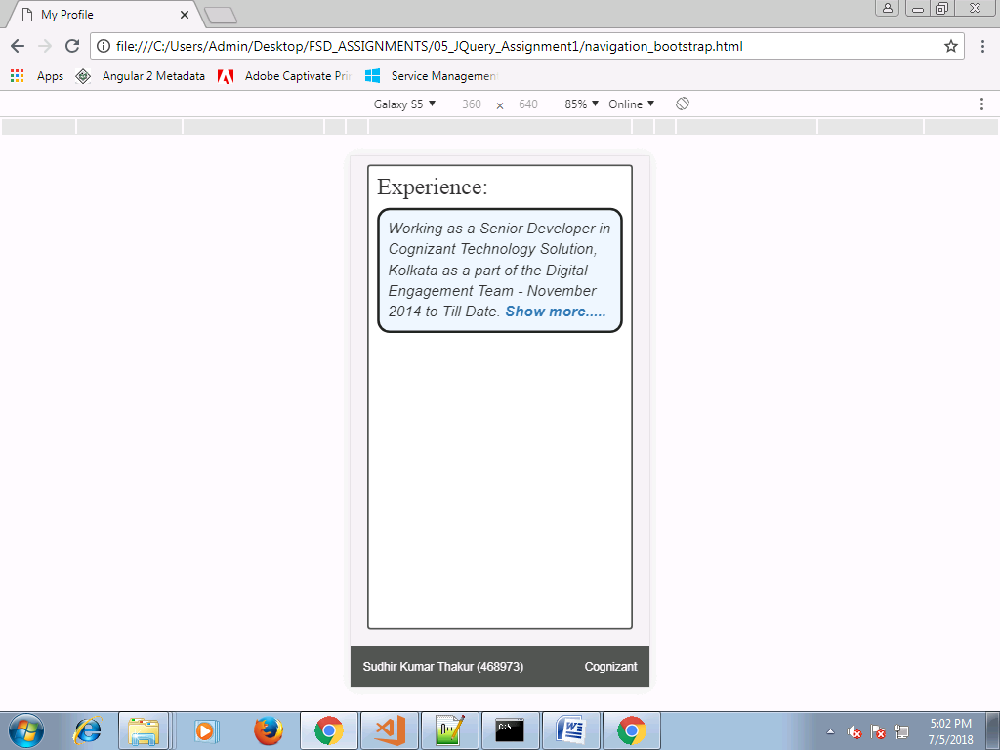 My Profile
file:///C:/Users/Admin/Desktop/FSD_ASSIGNMENTS/05_JQuery_Assignment1/navigation_bootstrap.html
Apps Angular 2 Metadata Adobe Captivate Pri Service Managemen
Galaxy S5 ▼ 360 × 640 85% ▼ Online ▼
Experience:
Working as a Senior Developer in
Cognizant Technology Solution,
Kolkata as a part of the Digital
Engagement Team - November
2014 to Till Date. Show more.....
Sudhir Kumar Thakur (468973) Cognizant
5:02 PM
7/5/2018